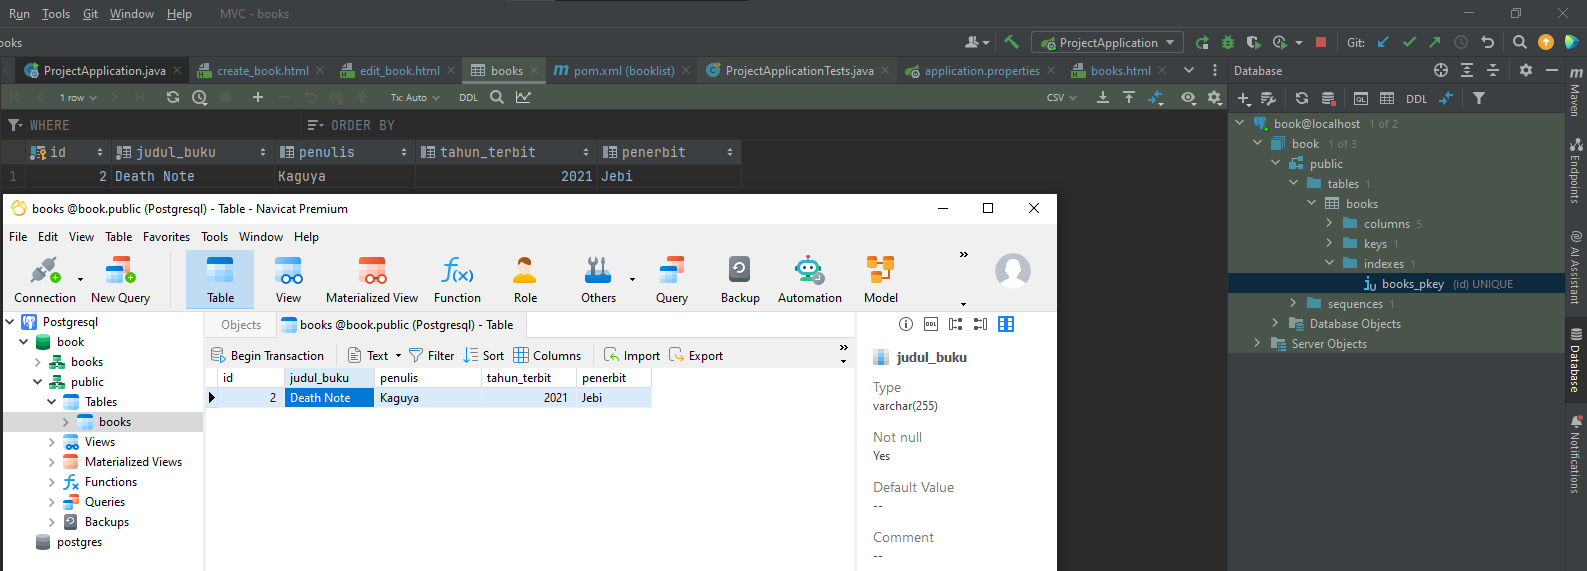 Run Tools Git Window Help MVC - books
ooks ProjectApplication Git:
ProjectApplication.java create_book.html edit_book.html books pom.xml (booklist) ProjectApplicationTests.java application.properties books.html Database
1 row Tx: Auto DDL CSV DDL
WHERE ORDER BY
id judul_buku penulis tahun_terbit penerbit
1 2 Death Note Kaguya 2021 Jebi
book@localhost 1 of 2
book 1 of 3
public
tables 1
books
columns 5
keys 1
indexes 1
books_pkey (id) UNIQUE
sequences 1
Database Objects
Server Objects
Maven
Endpoints
AI Assistant
Database
Notifications
books @book.public (Postgresql) - Table - Navicat Premium
File Edit View Table Favorites Tools Window Help
Connection New Query Table View Materialized View Function Role Others Query Backup Automation Model
Postgresql
book
books
public
Tables
books
Views
Materialized Views
Functions
Queries
Backups
postgres
Objects books @book.public (Postgresql) - Table
Begin Transaction Text Filter Sort Columns Import Export
id judul_buku penulis tahun_terbit penerbit
2 Death Note Kaguya 2021 Jebi
DDL
judul_buku
Type
varchar(255)
Not null
Yes
Default Value
--
Comment
--